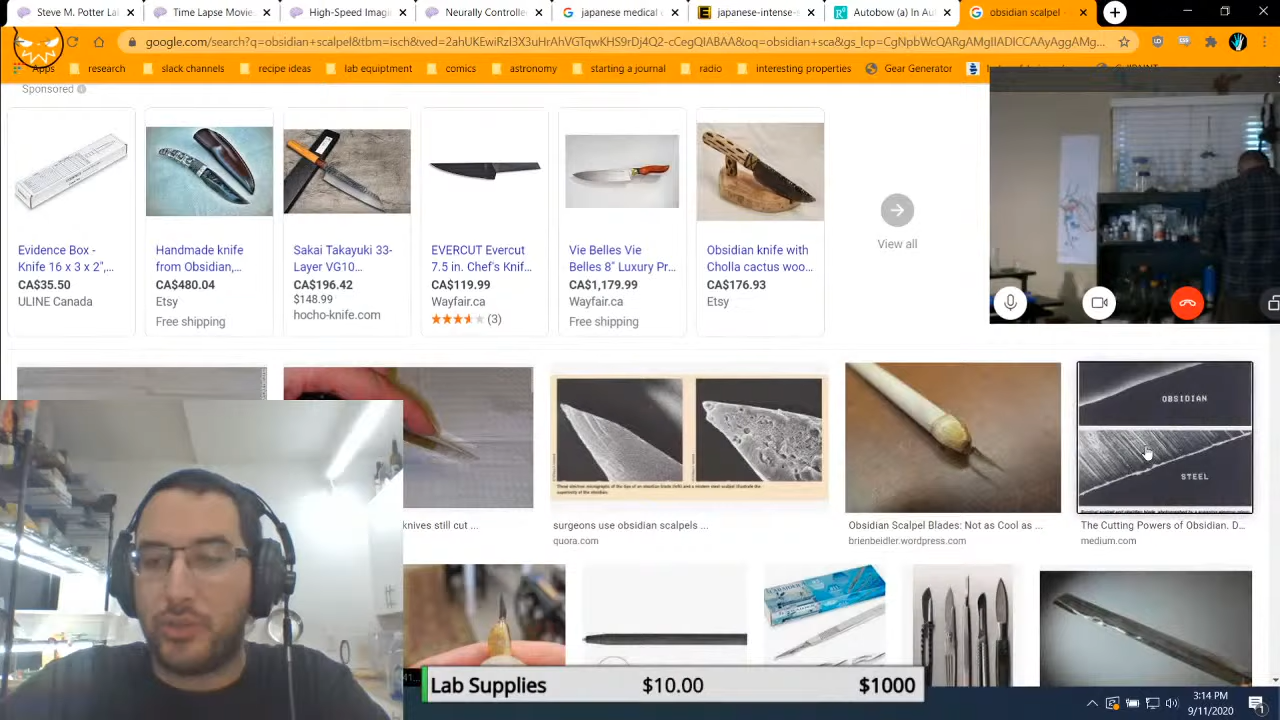 Steve M. Potter La
Time Lapse Movie
High-Speed Imag
Neurally Controlle
japanese medical
japanese-intense-s
Autobow (a) In Au
obsidian scalpel
google.com/search?q=obsidian+scalpel&tbm=isch&ved=2ahUKEwiRzI3X3uHrAhVGTqwKHS9rDj4Q2-cCegQIABAA&oq=obsidian+sca&gs_lcp=CgNpbWcQARgAMgIIADICCAAyAggAMg...
Apps
research
slack channels
recipe ideas
lab equiptment
comics
astronomy
starting a journal
radio
interesting properties
Gear Generator
Sponsored
Evidence Box -
Knife 16 x 3 x 2",...
CA$35.50
ULINE Canada
Handmade knife
from Obsidian,...
CA$480.04
Etsy
Free shipping
Sakai Takayuki 33-
Layer VG10...
CA$196.42
$148.99
hocho-knife.com
EVERCUT Evercut
7.5 in. Chef's Knif...
CA$119.99
Wayfair.ca
(3)
Vie Belles Vie
Belles 8" Luxury Pr...
CA$1,179.99
Wayfair.ca
Free shipping
Obsidian knife with
Cholla cactus woo...
CA$176.93
Etsy
View all
OBSIDIAN
STEEL
knives still cut ...
surgeons use obsidian scalpels ...
quora.com
Obsidian Scalpel Blades: Not as Cool as ...
brienbeidler.wordpress.com
The Cutting Powers of Obsidian. D...
medium.com
Lab Supplies
$10.00
$1000
3:14 PM
9/11/2020